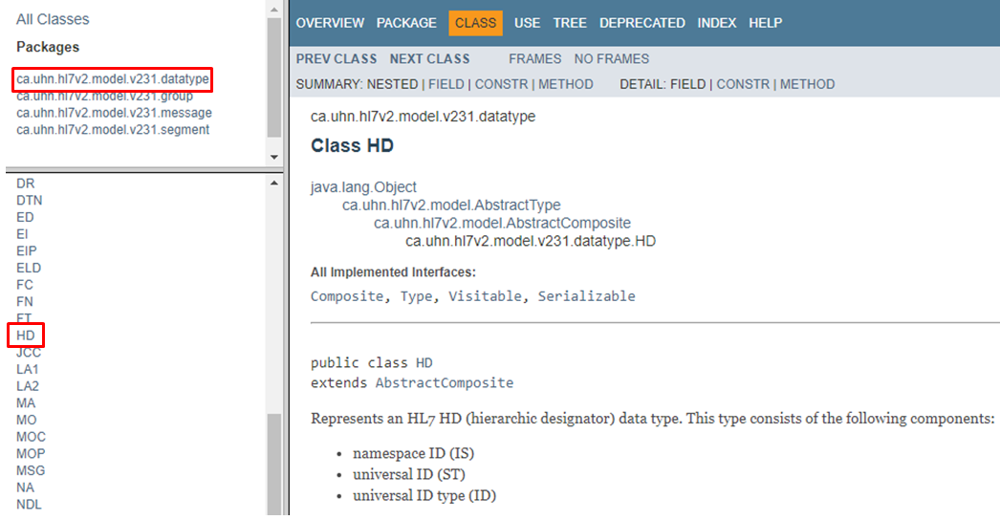 All Classes
Packages
ca.uhn.hl7v2.model.v231.datatype
ca.uhn.hl7v2.model.v231.group
ca.uhn.hl7v2.model.v231.message
ca.uhn.hl7v2.model.v231.segment
DR
DTN
ED
EI
EIP
ELD
FC
FN
FT
HD
JCC
LA1
LA2
MA
MO
MOC
MOP
MSG
NA
NDL
OVERVIEW PACKAGE CLASS USE TREE DEPRECATED INDEX HELP
PREV CLASS NEXT CLASS FRAMES NO FRAMES
SUMMARY: NESTED | FIELD | CONSTR | METHOD DETAIL: FIELD | CONSTR | METHOD
ca.uhn.hl7v2.model.v231.datatype
Class HD
java.lang.Object
ca.uhn.hl7v2.model.AbstractType
ca.uhn.hl7v2.model.AbstractComposite
ca.uhn.hl7v2.model.v231.datatype.HD
All Implemented Interfaces:
Composite, Type, Visitable, Serializable
public class HD
extends AbstractComposite
Represents an HL7 HD (hierarchic designator) data type. This type consists of the following components:
• namespace ID (IS)
• universal ID (ST)
• universal ID type (ID)